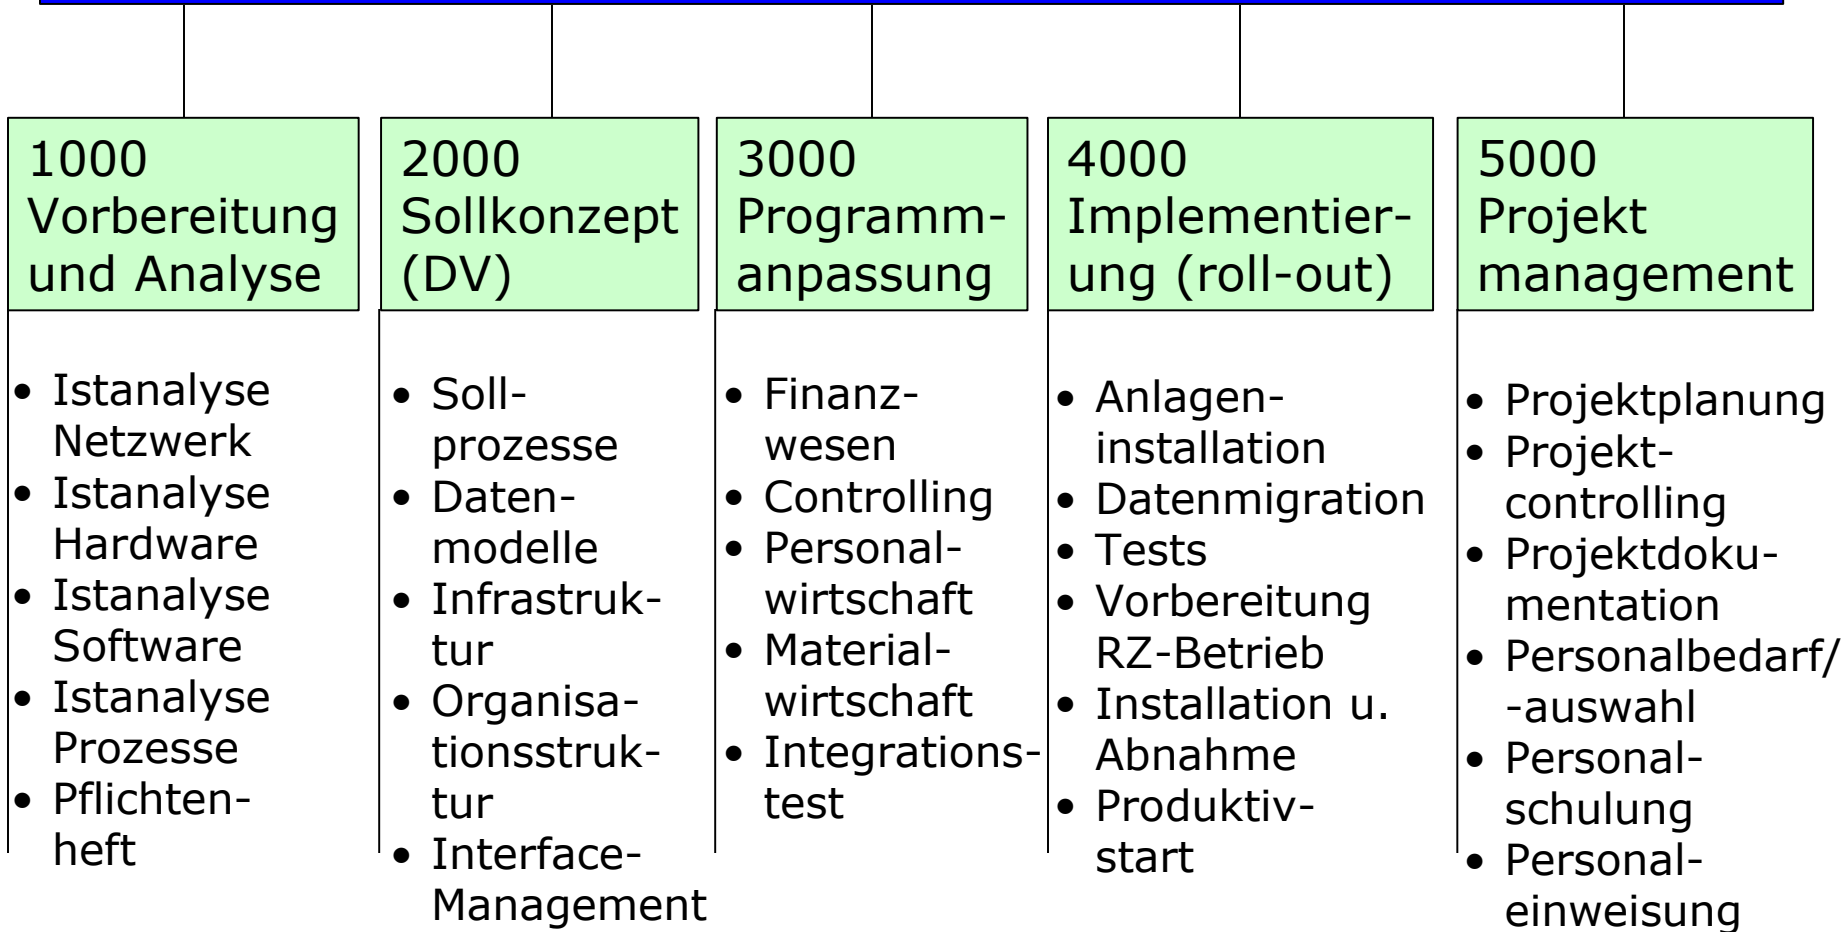 1000
Vorbereitung
und Analyse
• Istanalyse
Netzwerk
• Istanalyse
Hardware
• Istanalyse
Software
• Istanalyse
Prozesse
• Pflichten-
heft
2000
Sollkonzept
(DV)
• Soll-
prozesse
• Daten-
modelle
• Infrastruk-
tur
• Organisa-
tionsstruk-
tur
• Interface-
Management
3000
Programm-
anpassung
• Finanz-
wesen
• Controlling
• Personal-
wirtschaft
• Material-
wirtschaft
• Integrations-
test
4000
Implementier-
ung (roll-out)
• Anlagen-
installation
• Datenmigration
• Tests
• Vorbereitung
RZ-Betrieb
• Installation u.
Abnahme
• Produktiv-
start
5000
Projekt
management
• Projektplanung
• Projekt-
controlling
• Projektdoku-
mentation
• Personalbedarf/
-auswahl
• Personal-
schulung
• Personal-
einweisung